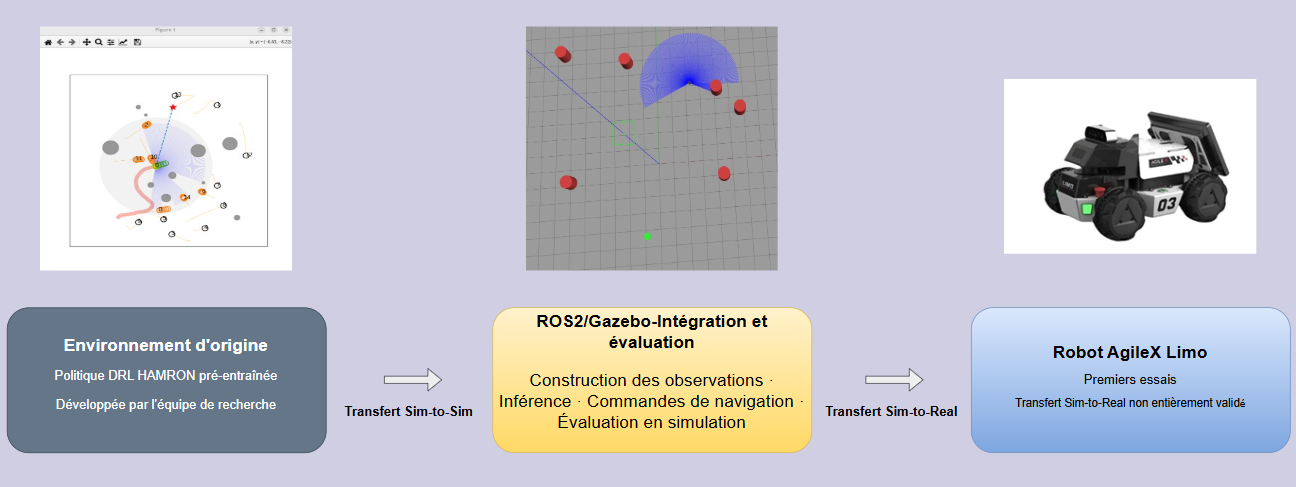 Figure 1
Environnement d'origine
Politique DRL HAMRON pré-entraînée
Développée par l'équipe de recherche
Transfert Sim-to-Sim
ROS2/Gazebo-Intégration et
évaluation
Construction des observations ·
Inférence · Commandes de navigation ·
Évaluation en simulation
Transfert Sim-to-Real
03
Robot AgileX Limo
Premiers essais
Transfert Sim-to-Real non entièrement validé